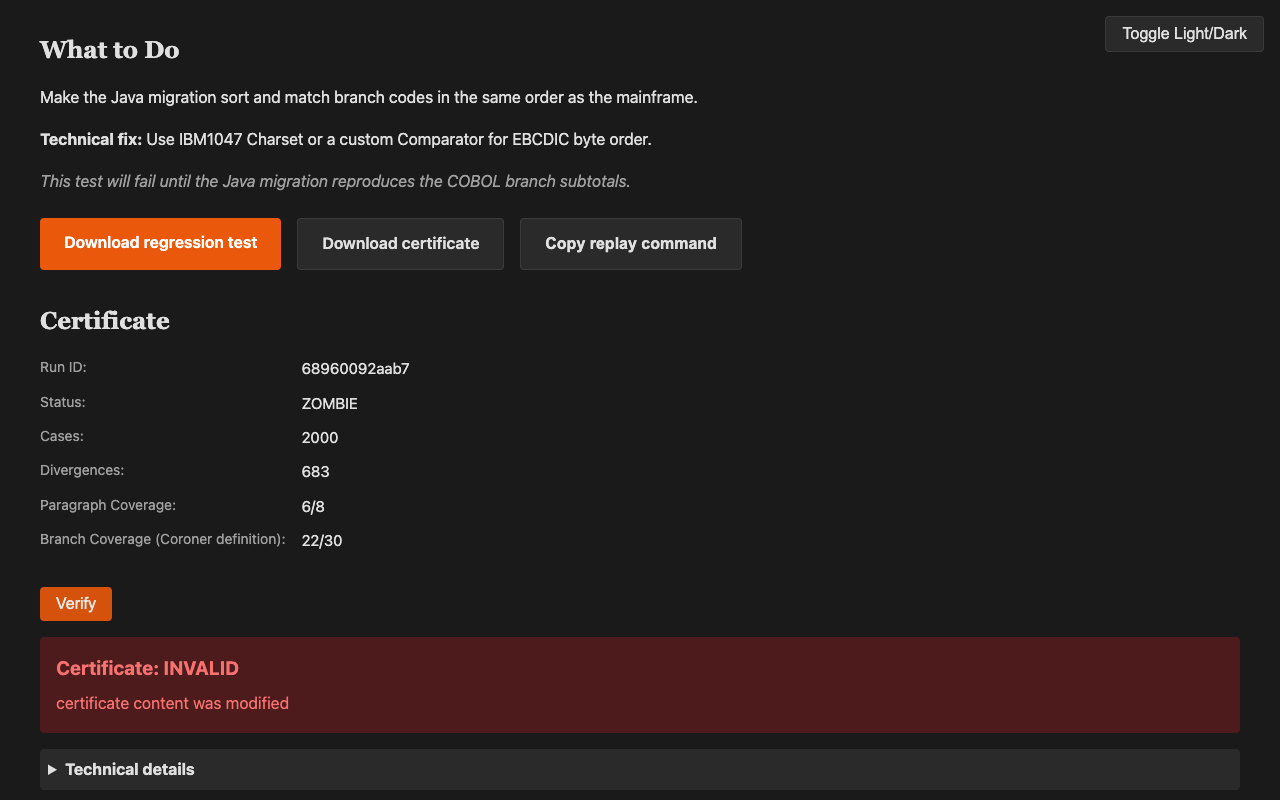 Toggle Light/Dark
What to Do
Make the Java migration sort and match branch codes in the same order as the mainframe.
Technical fix: Use IBM1047 Charset or a custom Comparator for EBCDIC byte order.
This test will fail until the Java migration reproduces the COBOL branch subtotals.
Download regression test Download certificate Copy replay command
Certificate
Run ID: 68960092aab7
Status: ZOMBIE
Cases: 2000
Divergences: 683
Paragraph Coverage: 6/8
Branch Coverage (Coroner definition): 22/30
Verify
Certificate: INVALID
certificate content was modified
Technical details